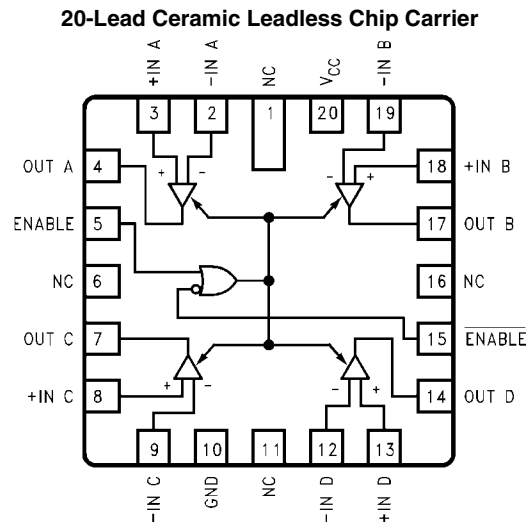 20-Lead Ceramic Leadless Chip Carrier
+IN A
-IN A
NC
VCC
-IN B
3
2
1
20
19
OUT A
4
+
-
-
+
18
+IN B
ENABLE
5
17
OUT B
NC
6
16
NC
OUT C
7
15
ENABLE
+IN C
8
+
-
-
+
14
OUT D
9
10
11
12
13
-IN C
GND
NC
-IN D
+IN D